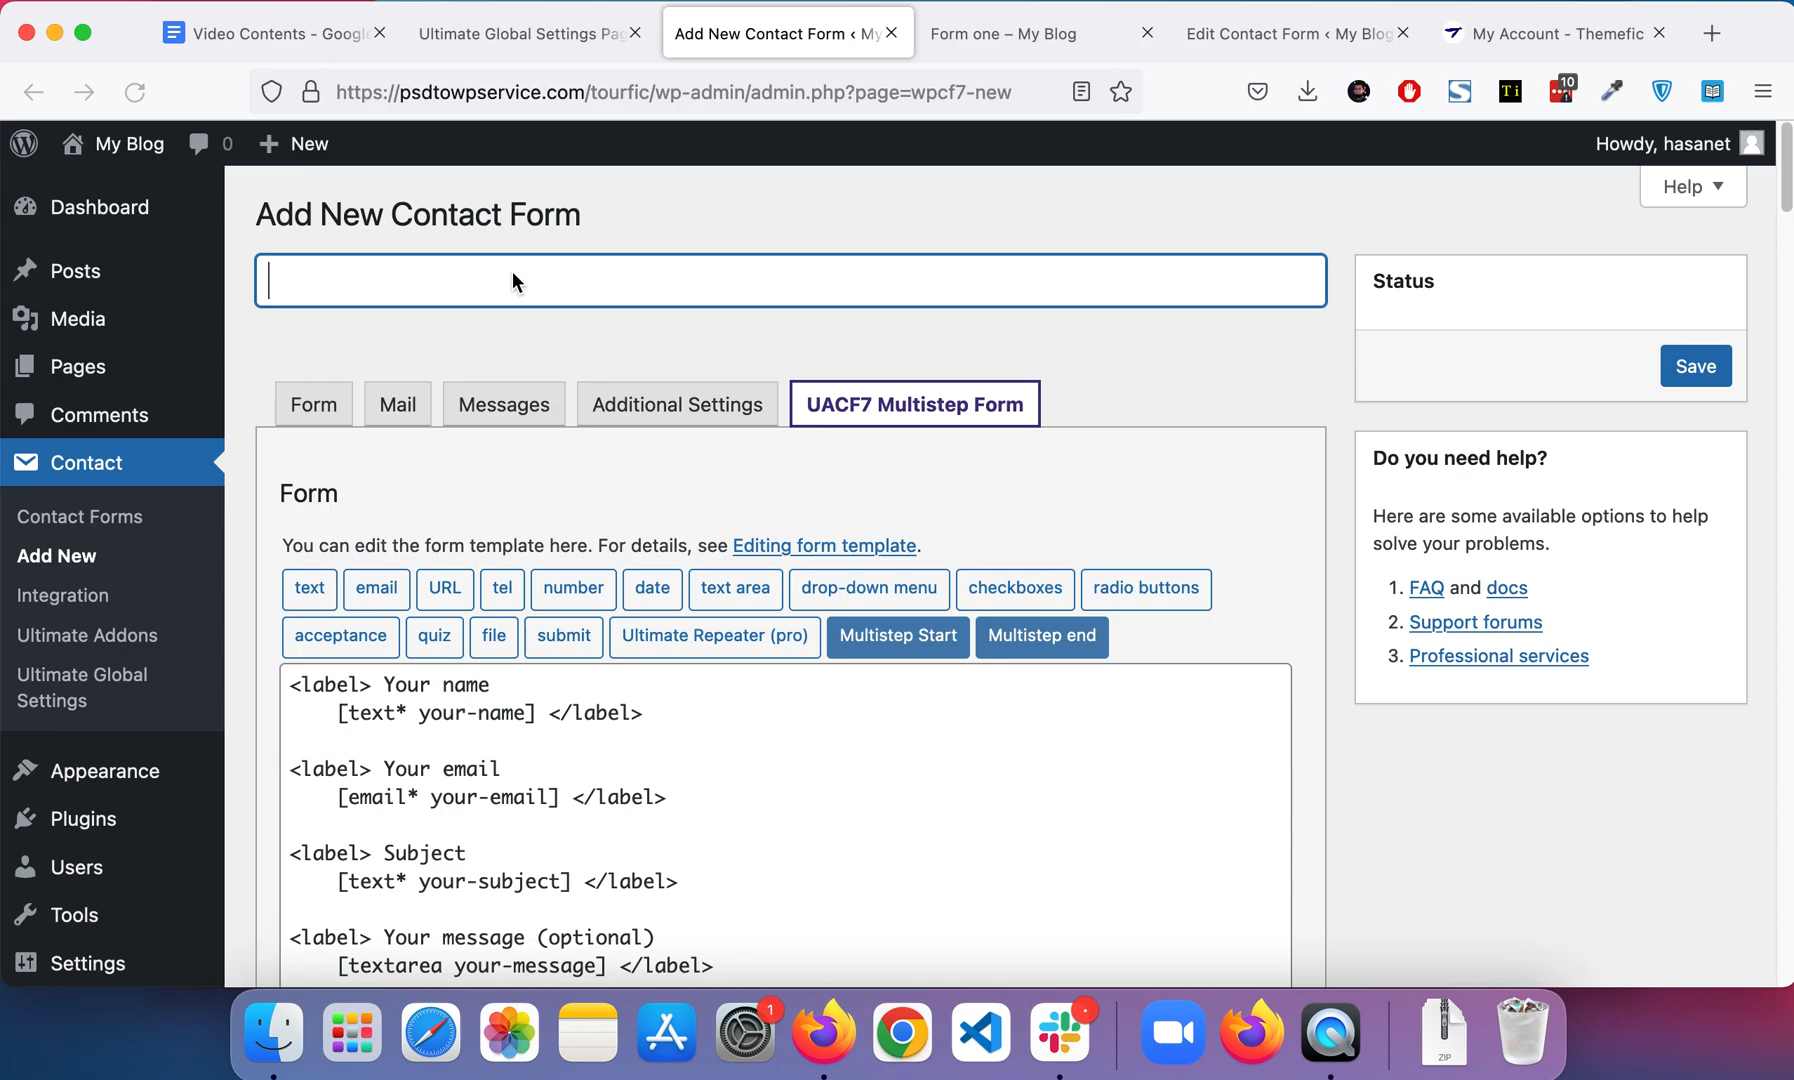 Video Contents - Googl
Ultimate Global Settings Pag
Add New Contact Form ‹ My
Form one – My Blog
Edit Contact Form ‹ My Blog
My Account - Themefic
https://psdtowpservice.com/tourfic/wp-admin/admin.php?page=wpcf7-new
10
Ti
My Blog
0
New
Howdy, hasanet
Dashboard
Posts
Media
Pages
Comments
Contact
Contact Forms
Add New
Integration
Ultimate Addons
Ultimate Global
Settings
Appearance
Plugins
Users
Tools
Settings
Help
Add New Contact Form
Form
Mail
Messages
Additional Settings
UACF7 Multistep Form
Form
You can edit the form template here. For details, see Editing form template.
text
email
URL
tel
number
date
text area
drop-down menu
checkboxes
radio buttons
acceptance
quiz
file
submit
Ultimate Repeater (pro)
Multistep Start
Multistep end
<label> Your name
[text* your-name] </label>
<label> Your email
[email* your-email] </label>
<label> Subject
[text* your-subject] </label>
<label> Your message (optional)
[textarea your-message] </label>
Status
Save
Do you need help?
Here are some available options to help
solve your problems.
1. FAQ and docs
2. Support forums
3. Professional services
1
ZIP